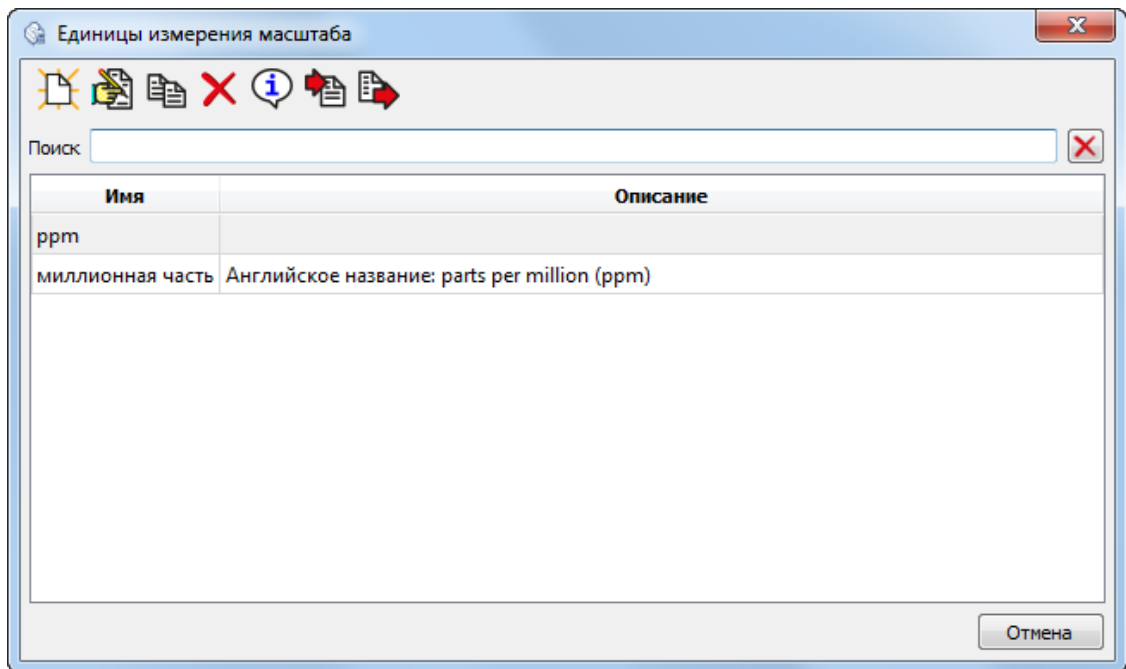 Единицы измерения масштаба
Поиск
Имя Описание
ppm
миллионная часть Английское название: parts per million (ppm)
Отмена